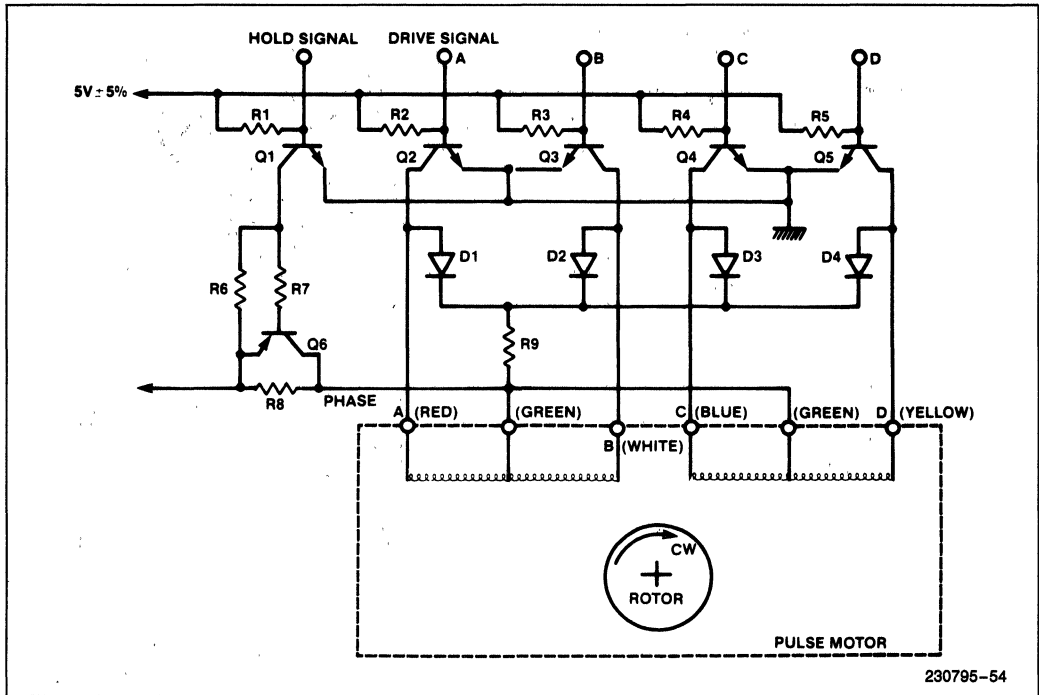 HOLD SIGNAL DRIVE SIGNAL
A B C D
5V ± 5%
R1 R2 R3 R4 R5
Q1 Q2 Q3 Q4 Q5
D1 D2 D3 D4
R6 R7
R9
Q6
R8
PHASE
A (RED) (GREEN) C (BLUE) (GREEN) D (YELLOW)
B (WHITE)
CW
ROTOR
PULSE MOTOR
230795-54